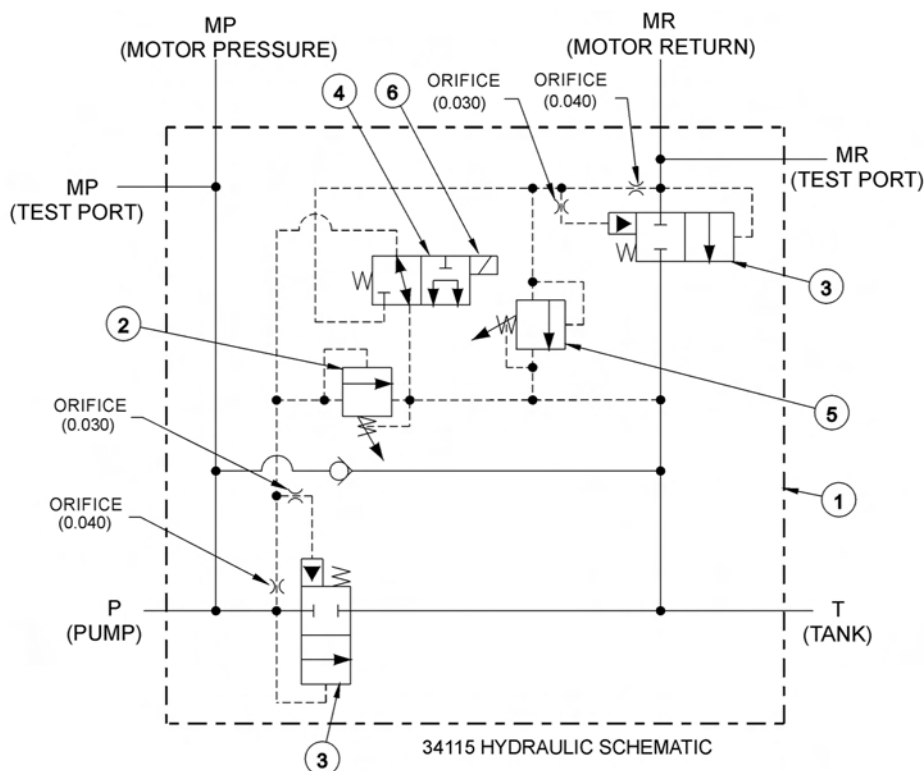 MP
(MOTOR PRESSURE)
MR
(MOTOR RETURN)
ORIFICE
(0.030)
ORIFICE
(0.040)
4
6
MP
(TEST PORT)
MR
(TEST PORT)
3
2
5
ORIFICE
(0.030)
1
ORIFICE
(0.040)
P
(PUMP)
T
(TANK)
3
34115 HYDRAULIC SCHEMATIC